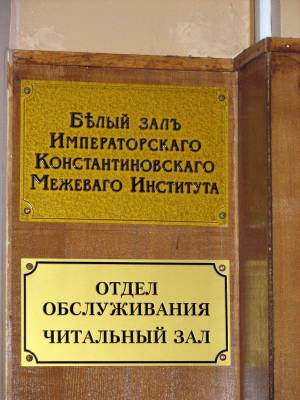 Бѣлый залъ
Императорскаго
Константиновскаго
Межеваго Института
ОТДЕЛ
ОБСЛУЖИВАНИЯ
ЧИТАЛЬНЫЙ ЗАЛ